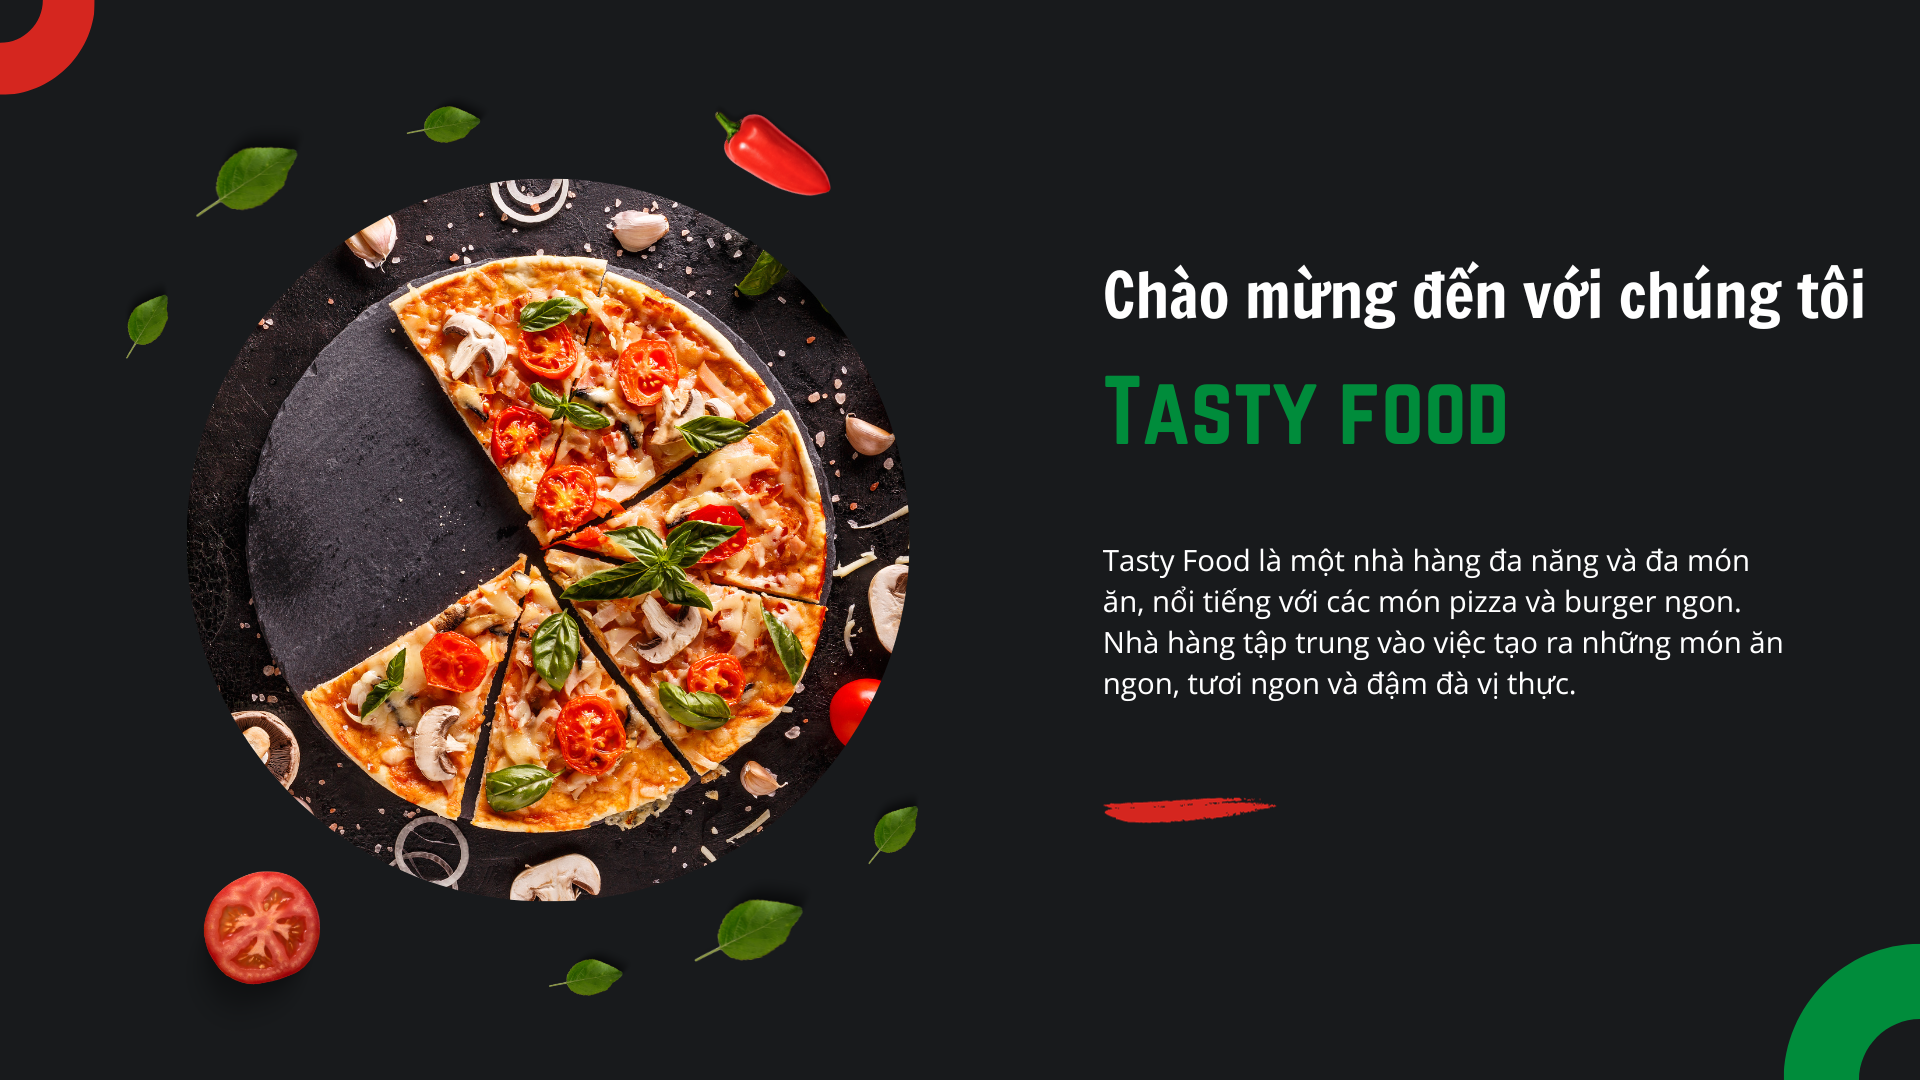 Chào mừng đến với chúng tôi
Tasty food
Tasty Food là một nhà hàng đa năng và đa món
ăn, nổi tiếng với các món pizza và burger ngon.
Nhà hàng tập trung vào việc tạo ra những món ăn
ngon, tươi ngon và đậm đà vị thực.